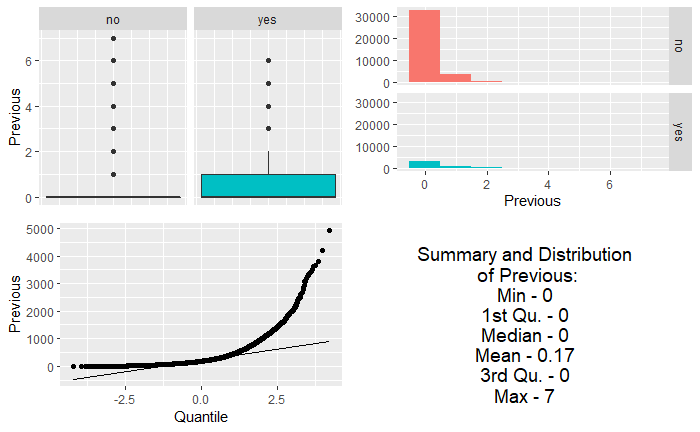 no yes
Previous
6
4
2
0
30000
20000
10000
0
no
30000
20000
10000
0
yes
0 2 4 6
Previous
Previous
5000
4000
3000
2000
1000
0
-2.5 0.0 2.5
Quantile
Summary and Distribution
of Previous:
Min - 0
1st Qu. - 0
Median - 0
Mean - 0.17
3rd Qu. - 0
Max - 7